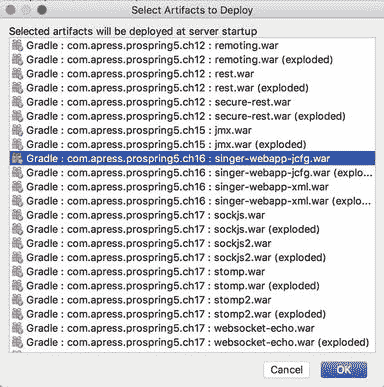 Select Artifacts to Deploy
Selected artifacts will be deployed at server startup
Gradle : com.apress.prospring5.ch12 : remoting.war
Gradle : com.apress.prospring5.ch12 : remoting.war (exploded)
Gradle : com.apress.prospring5.ch12 : rest.war
Gradle : com.apress.prospring5.ch12 : rest.war (exploded)
Gradle : com.apress.prospring5.ch12 : secure-rest.war
Gradle : com.apress.prospring5.ch12 : secure-rest.war (exploded)
Gradle : com.apress.prospring5.ch15 : jmx.war
Gradle : com.apress.prospring5.ch15 : jmx.war (exploded)
Gradle : com.apress.prospring5.ch16 : singer-webapp-jcfg.war
Gradle : com.apress.prospring5.ch16 : singer-webapp-jcfg.war (explo...
Gradle : com.apress.prospring5.ch16 : singer-webapp-xml.war
Gradle : com.apress.prospring5.ch16 : singer-webapp-xml.war (explo...
Gradle : com.apress.prospring5.ch17 : sockjs.war
Gradle : com.apress.prospring5.ch17 : sockjs.war (exploded)
Gradle : com.apress.prospring5.ch17 : sockjs2.war
Gradle : com.apress.prospring5.ch17 : sockjs2.war (exploded)
Gradle : com.apress.prospring5.ch17 : stomp.war
Gradle : com.apress.prospring5.ch17 : stomp.war (exploded)
Gradle : com.apress.prospring5.ch17 : stomp2.war
Gradle : com.apress.prospring5.ch17 : stomp2.war (exploded)
Gradle : com.apress.prospring5.ch17 : websocket-echo.war
Gradle : com.apress.prospring5.ch17 : websocket-echo.war (exploded)
Cancel OK